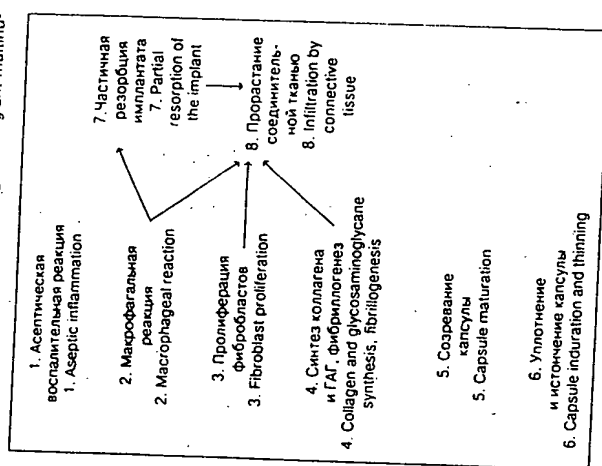 1. Асептическая
воспалительная реакция
1. Aseptic inflammation
2. Макрофагальная
реакция
2. Macrophageal reaction
3. Пролиферация
фибробластов
3. Fibroblast proliferation
4. Синтез коллагена
и ГАГ, фибриллогенез
4. Collagen and glycosaminoglycane
synthesis, fibrillogenesis
5. Созревание
капсулы
5. Capsule maturation
6. Уплотнение
и истончение капсулы
6. Capsule induration and thinning
7. Частичная
резорбция
имплантата
7. Partial
resorption of
the implant
8. Прорастание
соединитель-
ной тканью
8. Infiltration by
connective
tissue